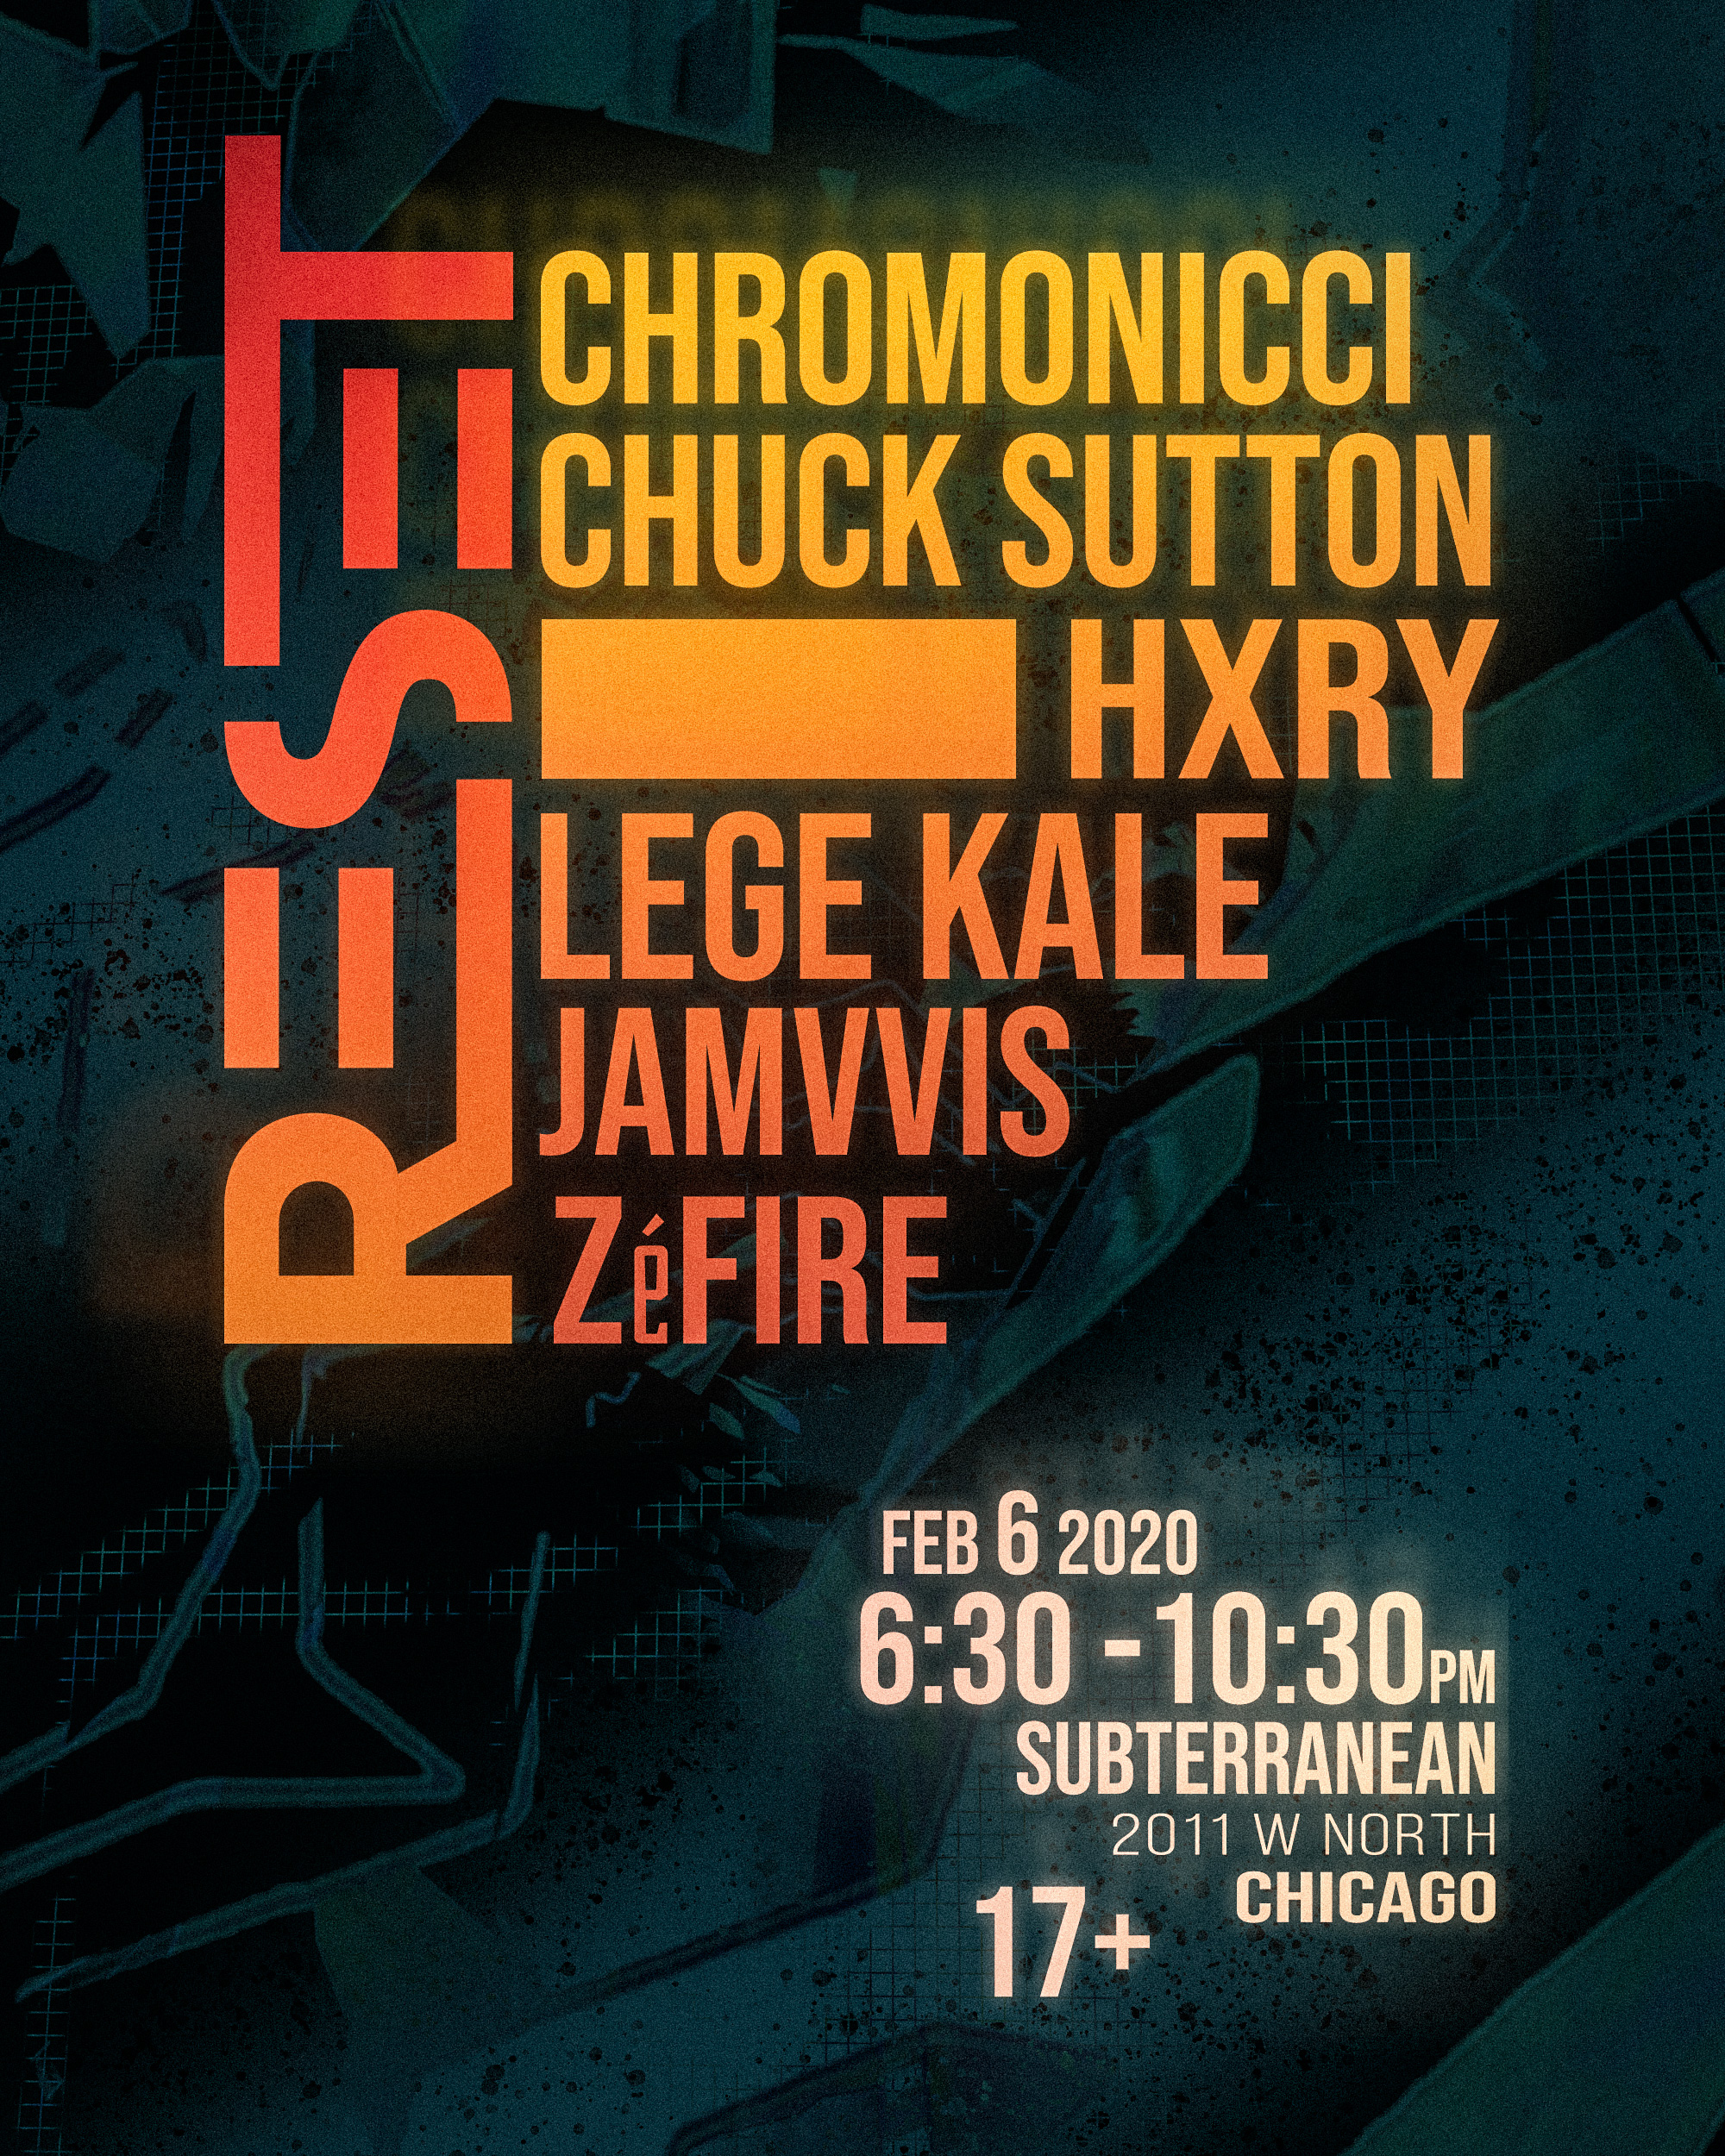 RESET
CHROMONICCI
CHUCK SUTTON
HXRY
LEGE KALE
JAMVVIS
ZéFIRE
FEB 6 2020
6:30 -10:30PM
SUBTERRANEAN
2011 W NORTH
CHICAGO
17+